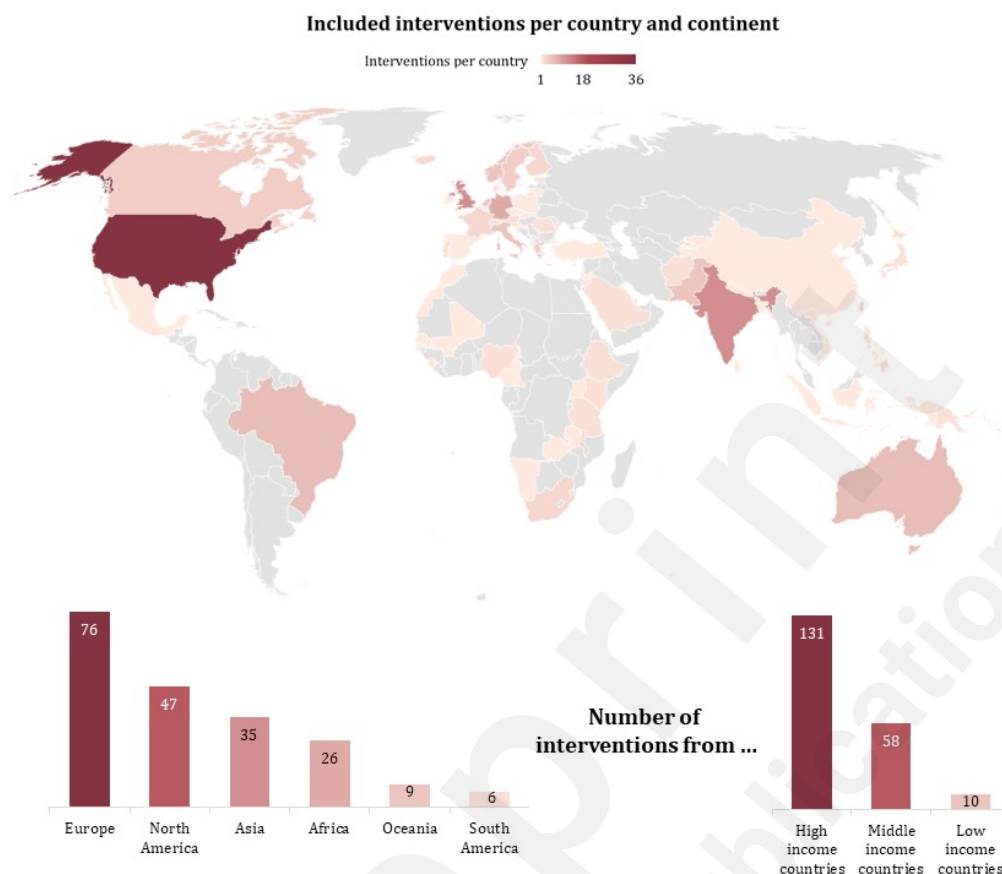 Included interventions per country and continent
Interventions per country
1 18 36
76
47
35
26
9
6
Europe
North
America
Asia
Africa
Oceania
South
America
Number of
interventions from ...
131
58
10
High
income
countries
Middle
income
countries
Low
income
countries
print